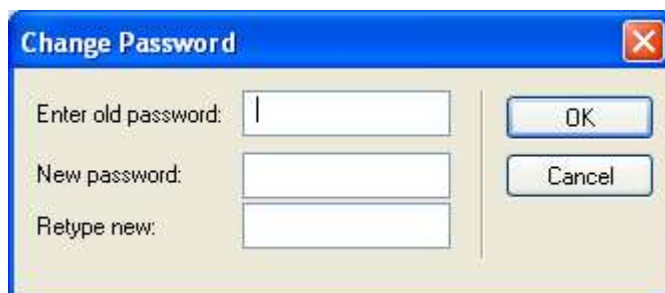 Change Password
Enter old password:
OK
New password:
Cancel
Retype new: